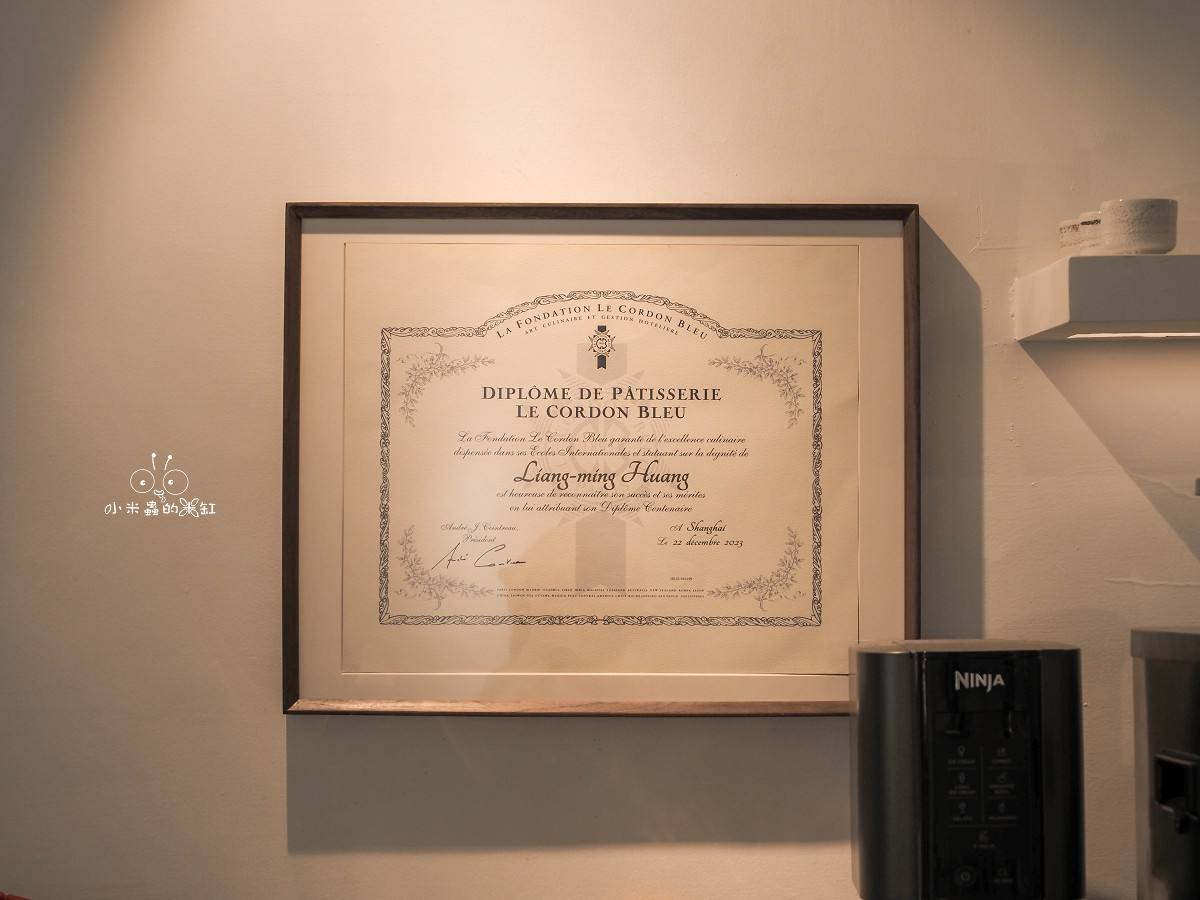 LA FONDATION LE CORDON BLEU
ART CULINAIRE ET GESTION HÔTELIÈRE
DIPLÔME DE PÂTISSERIE
LE CORDON BLEU
La Fondation Le Cordon Bleu garante de l'excellence culinaire
dispensée dans ses Ecoles Internationales et statuant sur la dignité de
Liang-ming Huang
est heureuse de reconnaître son succès et ses mérites
en lui attribuant son Diplôme Centenaire
André J. Cointreau,
Président
A Shanghai
Le 22 décembre 2023
小米蟲的米缸
NINJA